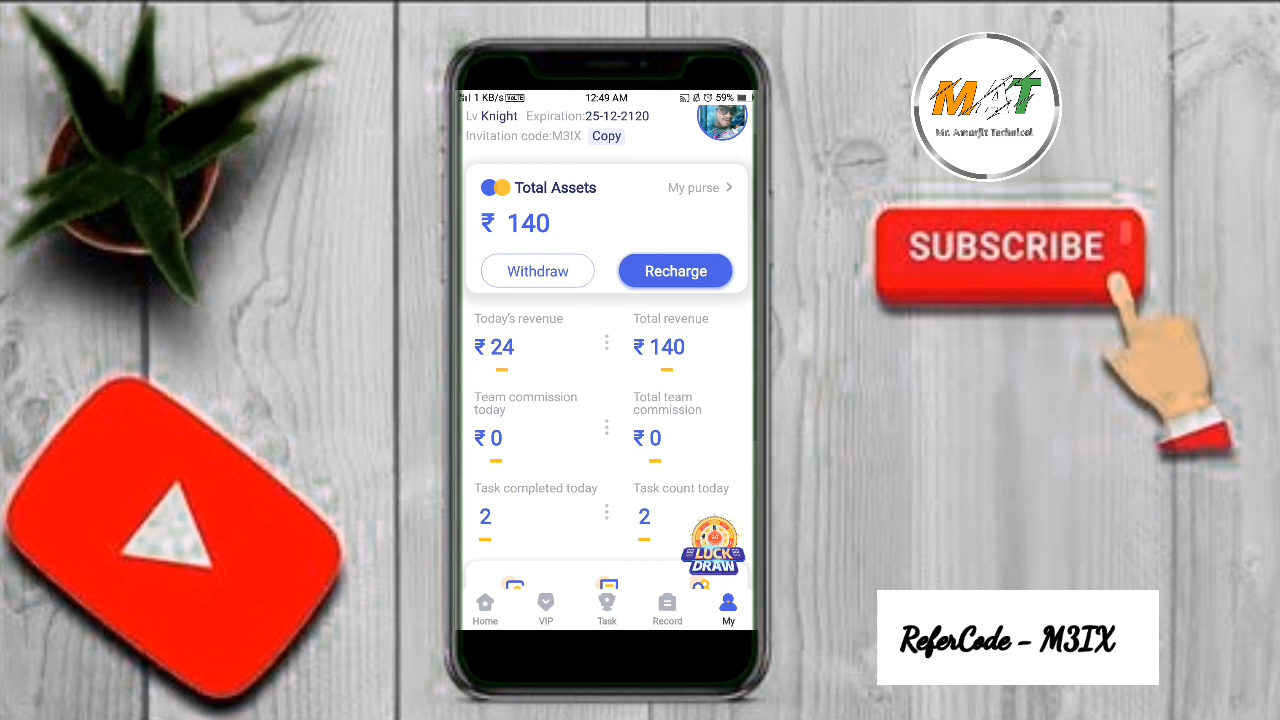 1 KB/s VoLTE 12:49 AM 59%
Lv Knight Expiration:25-12-2120
Invitation code:M3IX Copy
Total Assets My purse
₹ 140
Withdraw Recharge
Today's revenue Total revenue
₹ 24 ₹ 140
Team commission today Total team commission
₹ 0 ₹ 0
Task completed today Task count today
2 2
LUCK
DRAW
Home VIP Task Record My
MAT
Mr. Amarjit Technical
SUBSCRIBE
ReferCode - M3IX